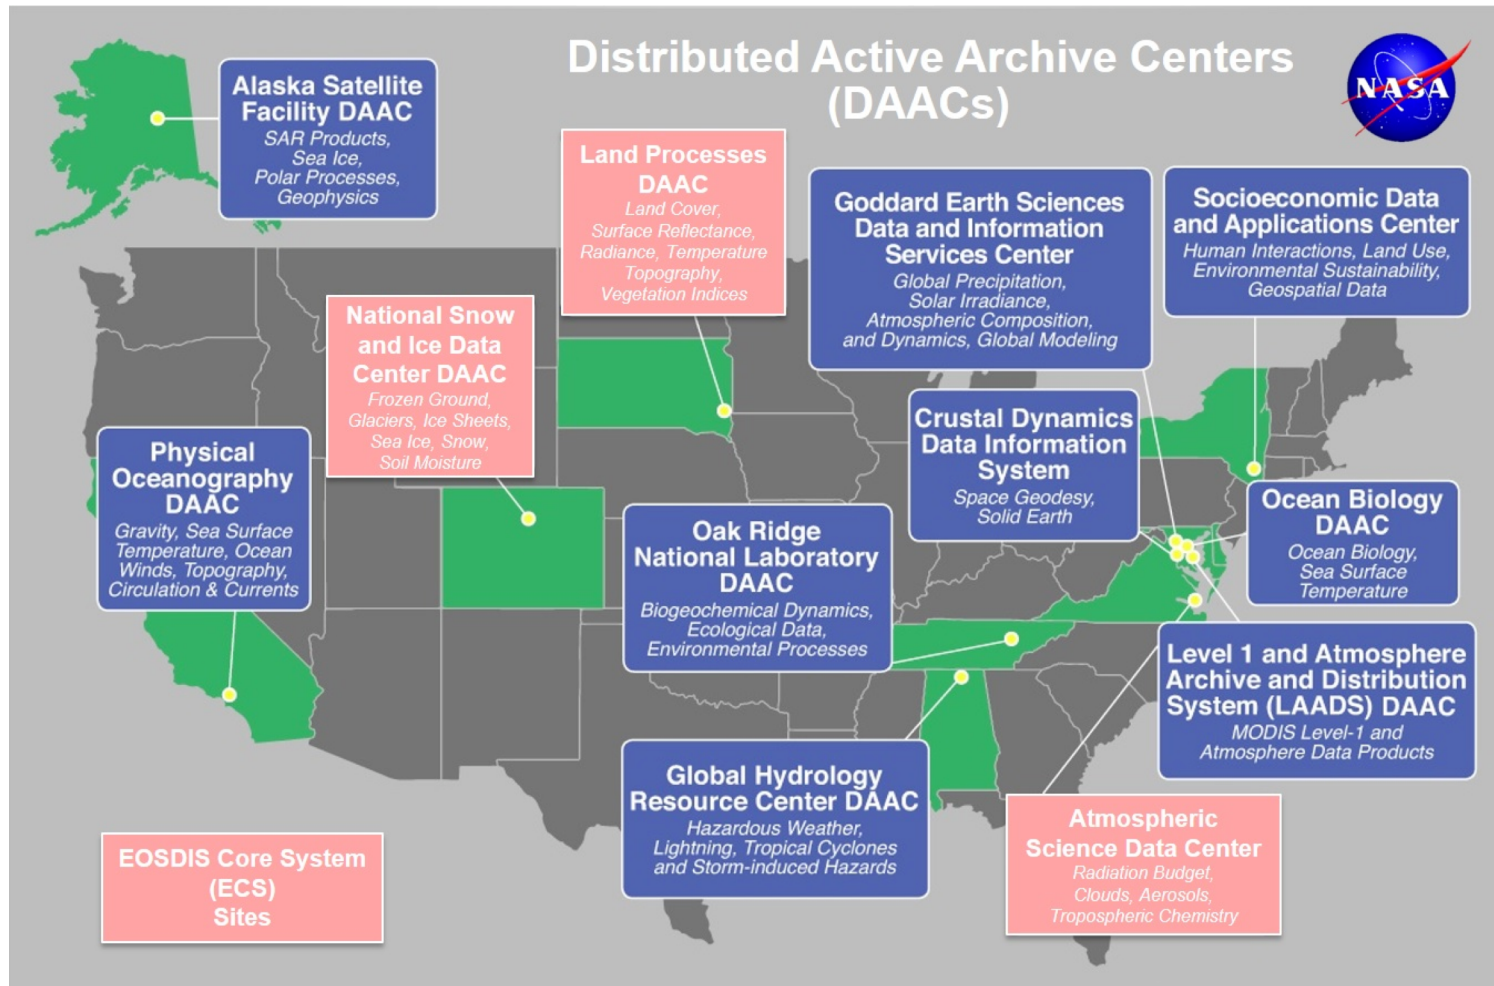 Distributed Active Archive Centers
(DAACs)
NASA
Alaska Satellite
Facility DAAC
SAR Products,
Sea Ice,
Polar Processes,
Geophysics
Land Processes
DAAC
Land Cover,
Surface Reflectance,
Radiance, Temperature
Topography,
Vegetation Indices
Goddard Earth Sciences
Data and Information
Services Center
Global Precipitation,
Solar Irradiance,
Atmospheric Composition,
and Dynamics, Global Modeling
Socioeconomic Data
and Applications Center
Human Interactions, Land Use,
Environmental Sustainability,
Geospatial Data
National Snow
and Ice Data
Center DAAC
Frozen Ground,
Glaciers, Ice Sheets,
Sea Ice, Snow,
Soil Moisture
Crustal Dynamics
Data Information
System
Space Geodesy,
Solid Earth
Physical
Oceanography
DAAC
Gravity, Sea Surface
Temperature, Ocean
Winds, Topography,
Circulation & Currents
Oak Ridge
National Laboratory
DAAC
Biogeochemical Dynamics,
Ecological Data,
Environmental Processes
Ocean Biology
DAAC
Ocean Biology,
Sea Surface
Temperature
Level 1 and Atmosphere
Archive and Distribution
System (LAADS) DAAC
MODIS Level-1 and
Atmosphere Data Products
Global Hydrology
Resource Center DAAC
Hazardous Weather,
Lightning, Tropical Cyclones
and Storm-induced Hazards
Atmospheric
Science Data Center
Radiation Budget,
Clouds, Aerosols,
Tropospheric Chemistry
EOSDIS Core System
(ECS)
Sites